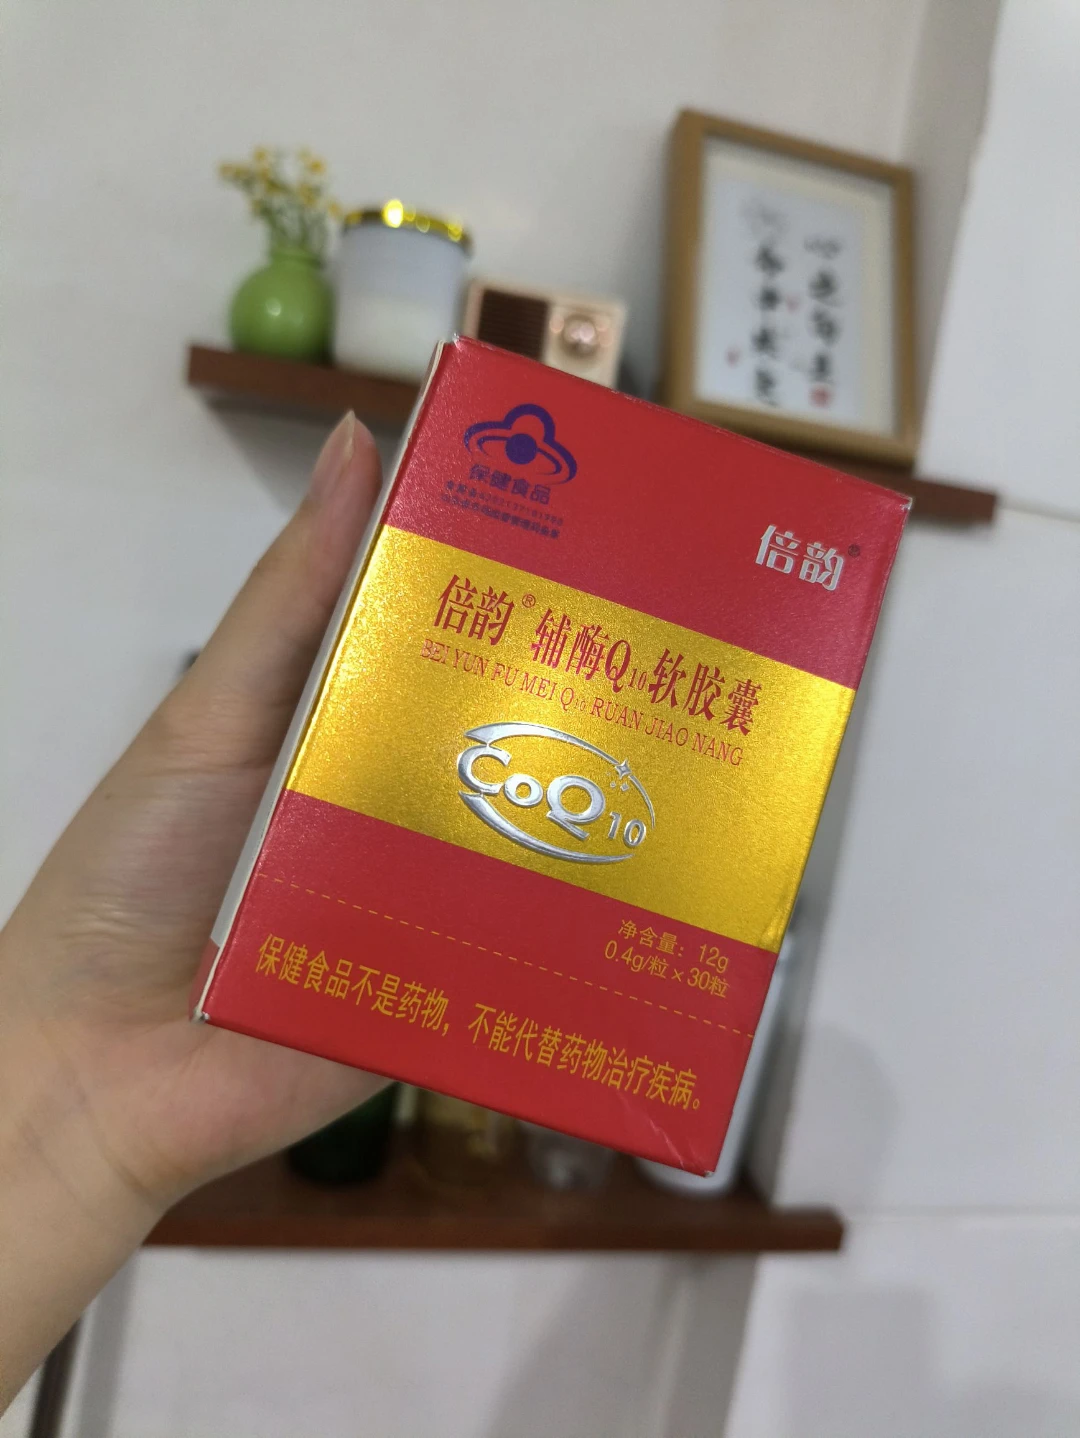 保健食品
倍韵®
倍韵®辅酶Q10软胶囊
BEI YUN FU MEI Q10 RUAN JIAO NANG
CoQ10
净含量：12g
0.4g/粒×30粒
保健食品不是药物，不能代替药物治疗疾病。